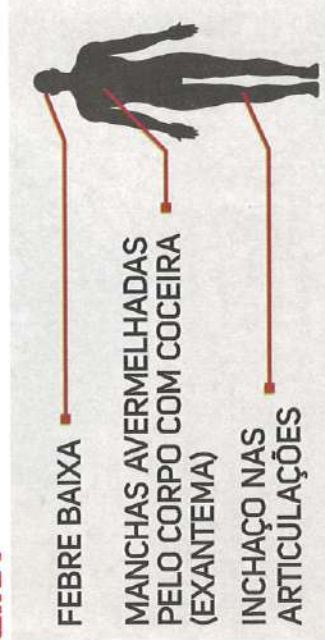 FEBRE BAIXA
MANCHAS AVERMELHADAS
PELO CORPO COM COCEIRA
(EXANTEMA)
INCHAÇO NAS
ARTICULAÇÕES